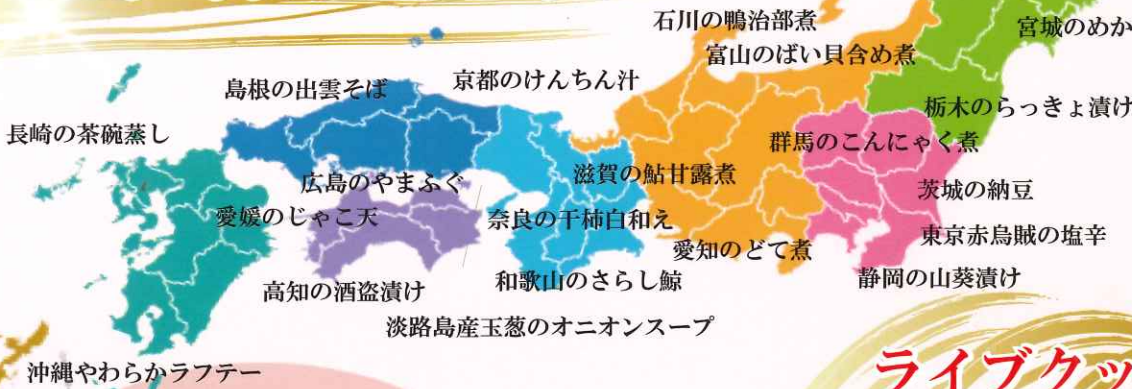 石川の鴨治部煮
宮城のめか
富山のばい貝含め煮
京都のけんちん汁
島根の出雲そば
栃木のらっきょ漬け
長崎の茶碗蒸し
群馬のこんにゃく煮
滋賀の鮎甘露煮
広島のやまふぐ
茨城の納豆
愛媛のじゃこ天
奈良の干柿白和え
東京赤烏賊の塩辛
愛知のどて煮
静岡の山葵漬け
和歌山のさらし鯨
高知の酒盗漬け
淡路島産玉葱のオニオンスープ
沖縄やわらかラフテー
ライブクッ